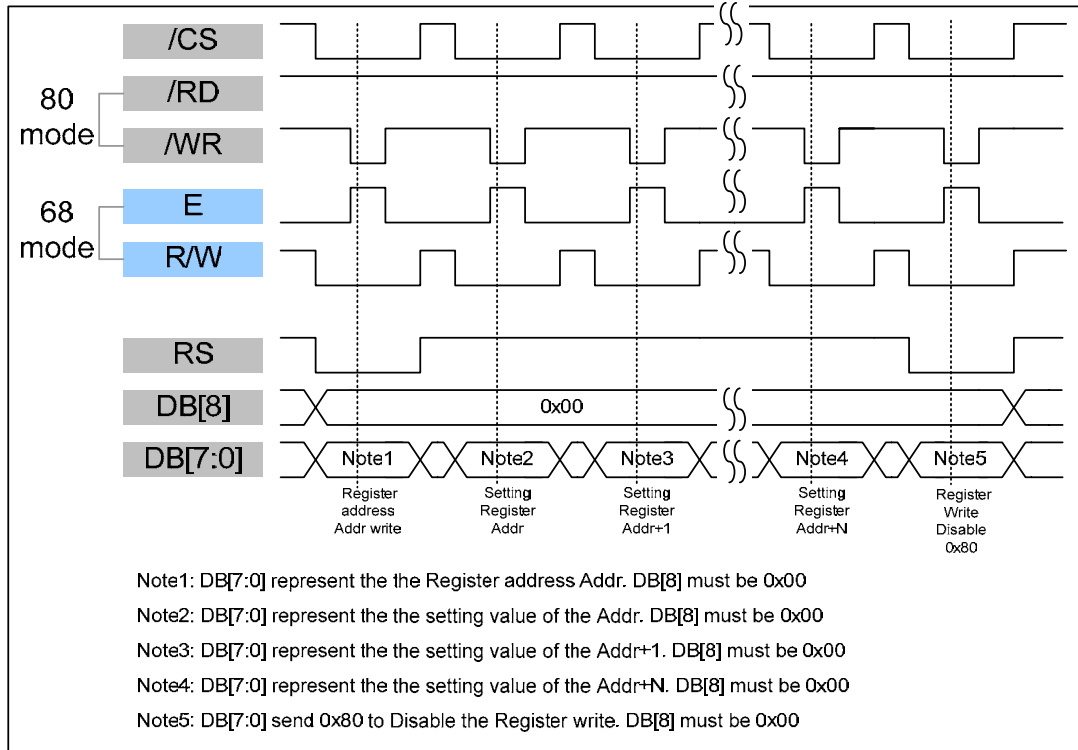 /CS
80
mode
/RD
/WR
68
mode
E
R/W
RS
DB[8]
0x00
DB[7:0]
Note1
Note2
Note3
Note4
Note5
Register
address
Addr write
Setting
Register
Addr
Setting
Register
Addr+1
Setting
Register
Addr+N
Register
Write
Disable
0x80
Note1: DB[7:0] represent the the Register address Addr. DB[8] must be 0x00
Note2: DB[7:0] represent the the setting value of the Addr. DB[8] must be 0x00
Note3: DB[7:0] represent the the setting value of the Addr+1. DB[8] must be 0x00
Note4: DB[7:0] represent the the setting value of the Addr+N. DB[8] must be 0x00
Note5: DB[7:0] send 0x80 to Disable the Register write. DB[8] must be 0x00